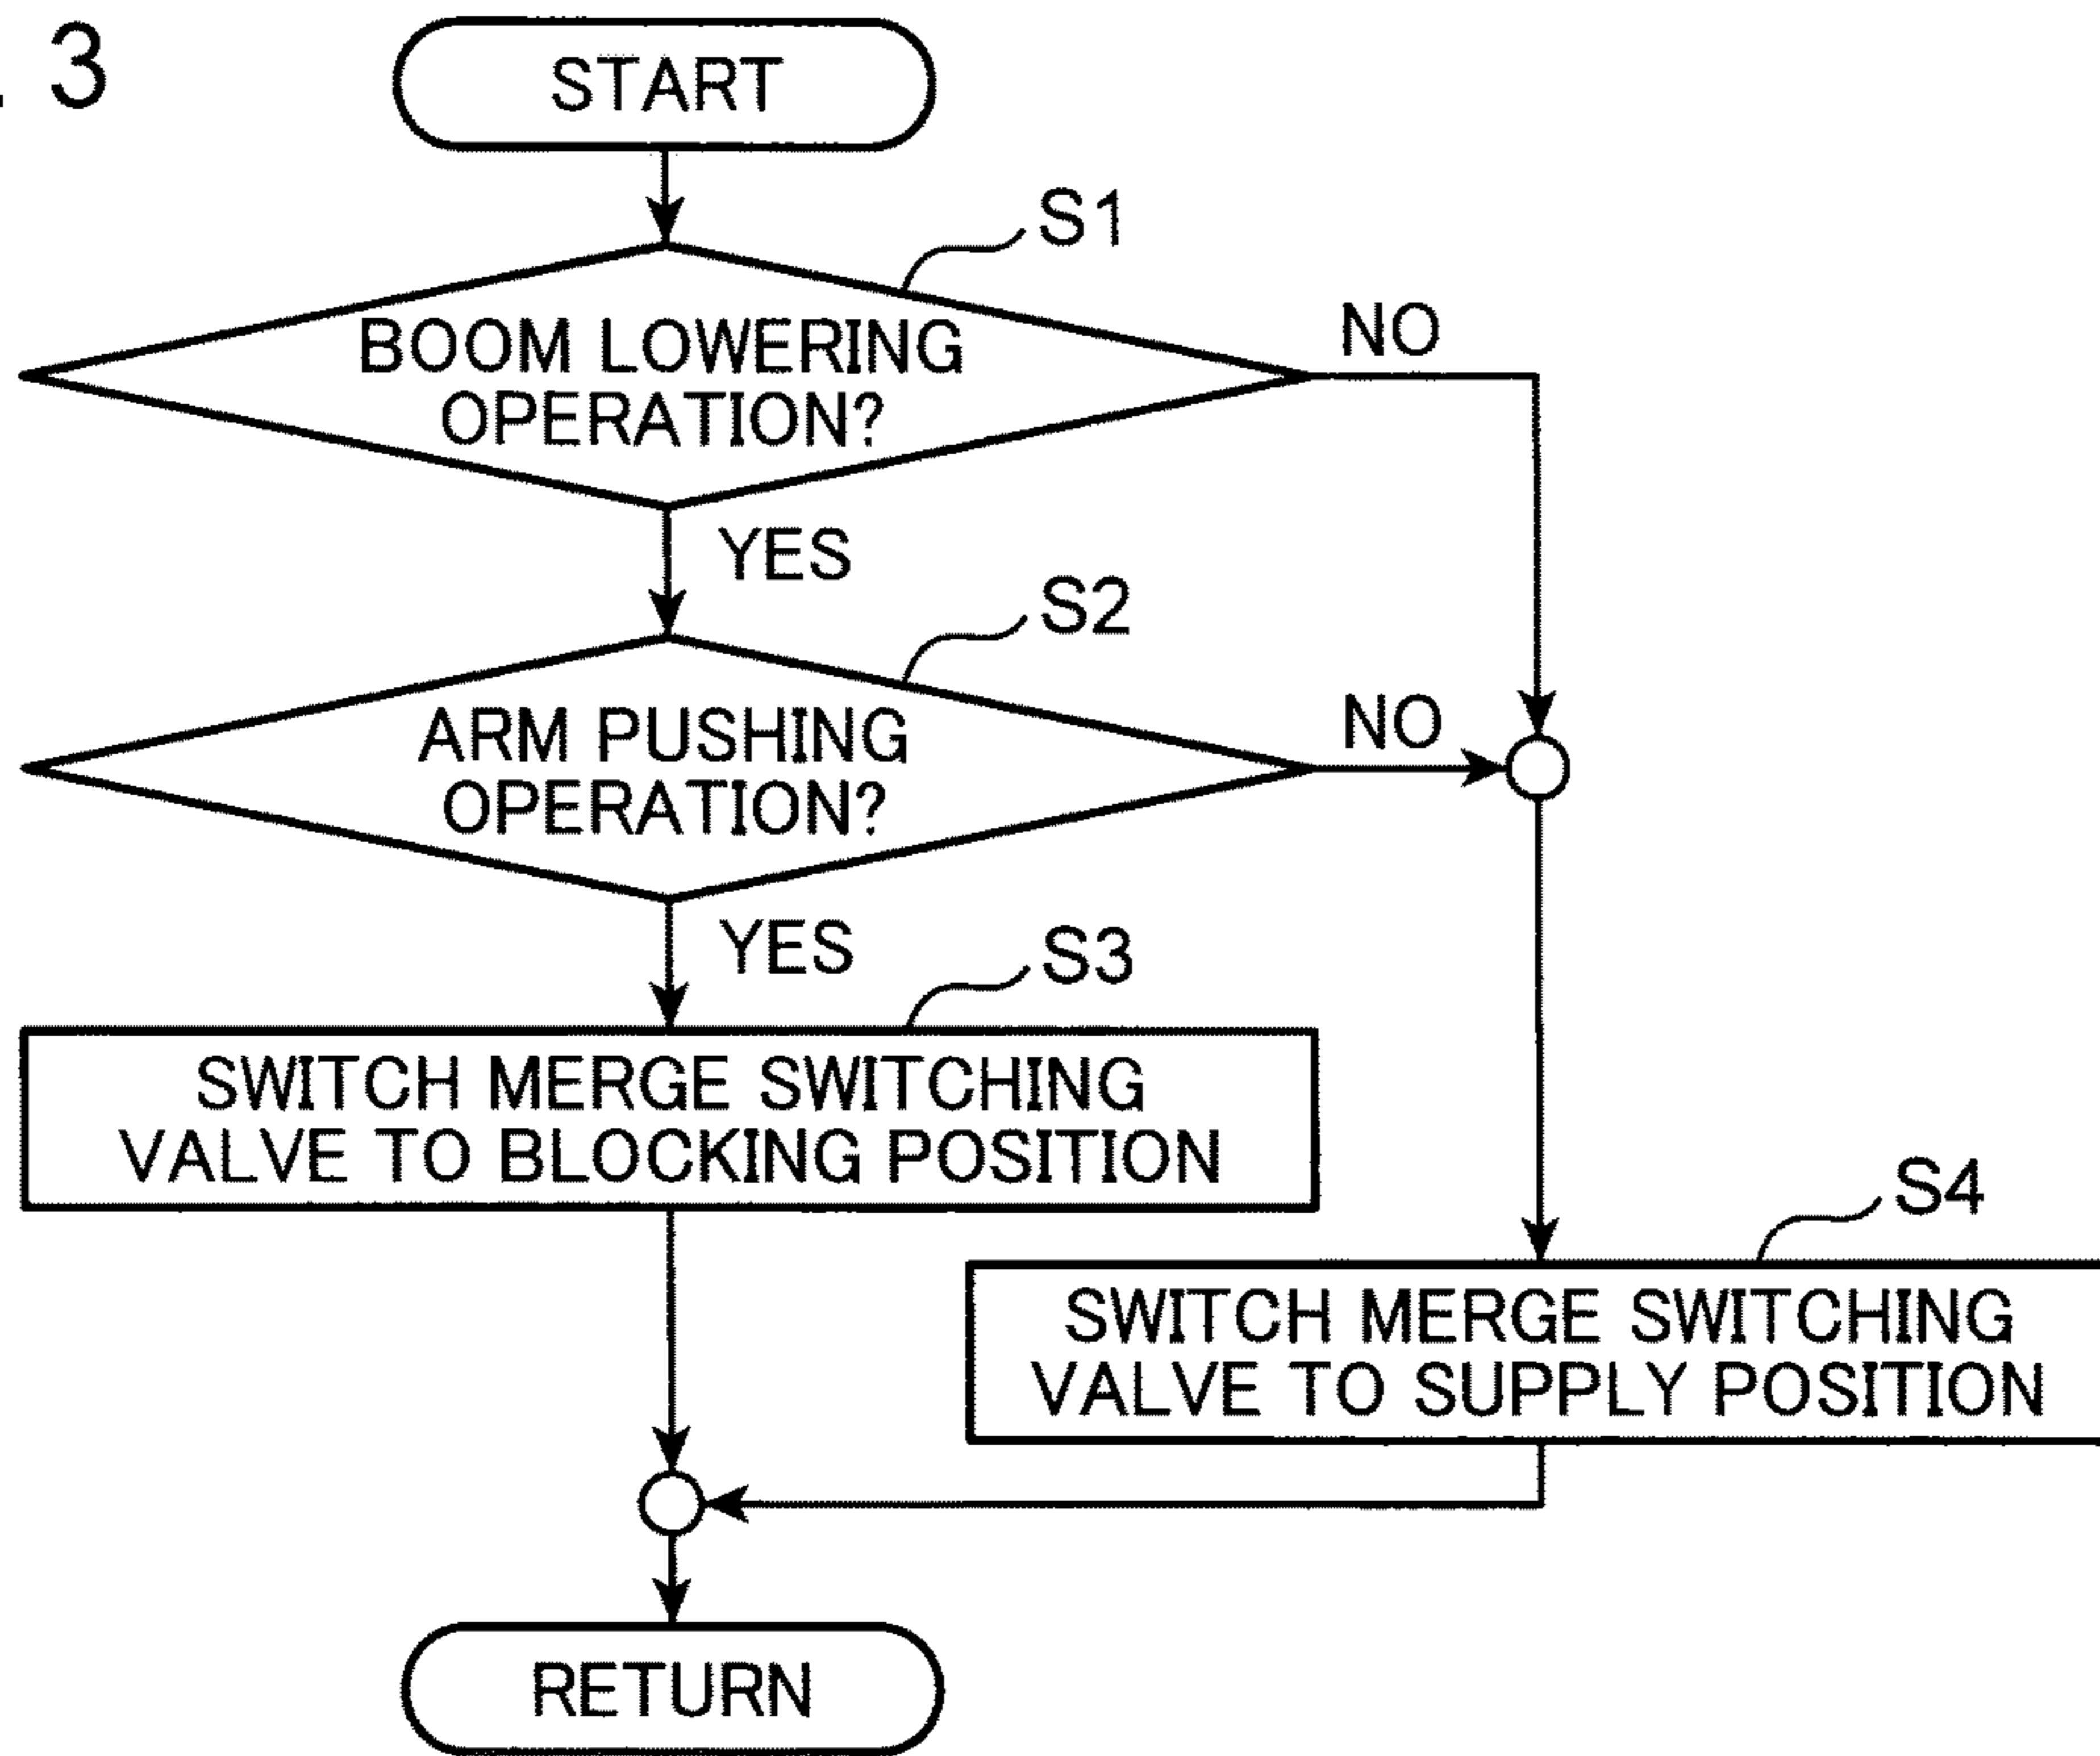 . 3
START
S1
BOOM LOWERING
OPERATION?
NO
YES
S2
ARM PUSHING
OPERATION?
NO
YES
S3
SWITCH MERGE SWITCHING
VALVE TO BLOCKING POSITION
S4
SWITCH MERGE SWITCHING
VALVE TO SUPPLY POSITION
RETURN